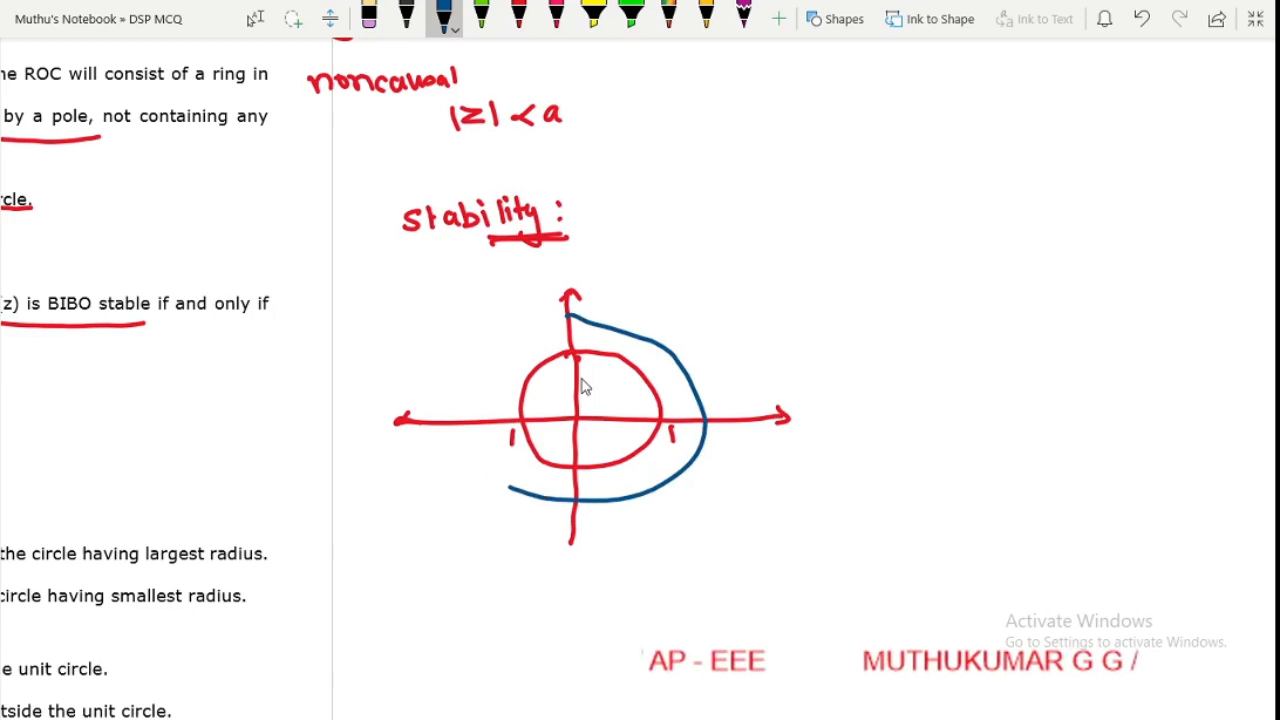 Muthu's Notebook » DSP MCQ
Shapes
Ink to Shape
Ink to Text
ne ROC will consist of a ring in
by a pole, not containing any
rcle.
(z) is BIBO stable if and only if
the circle having largest radius.
circle having smallest radius.
e unit circle.
tside the unit circle.
noncausal
|z| < a
Stability:
1
1
Activate Windows
Go to Settings to activate Windows.
AP - EEE
MUTHUKUMAR G G /